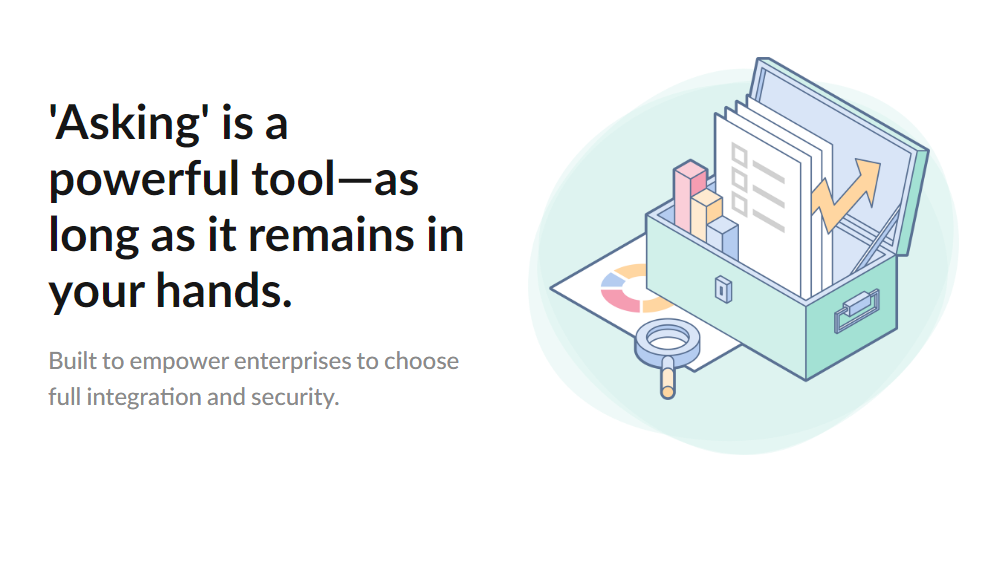 'Asking' is a
powerful tool—as
long as it remains in
your hands.
Built to empower enterprises to choose
full integration and security.